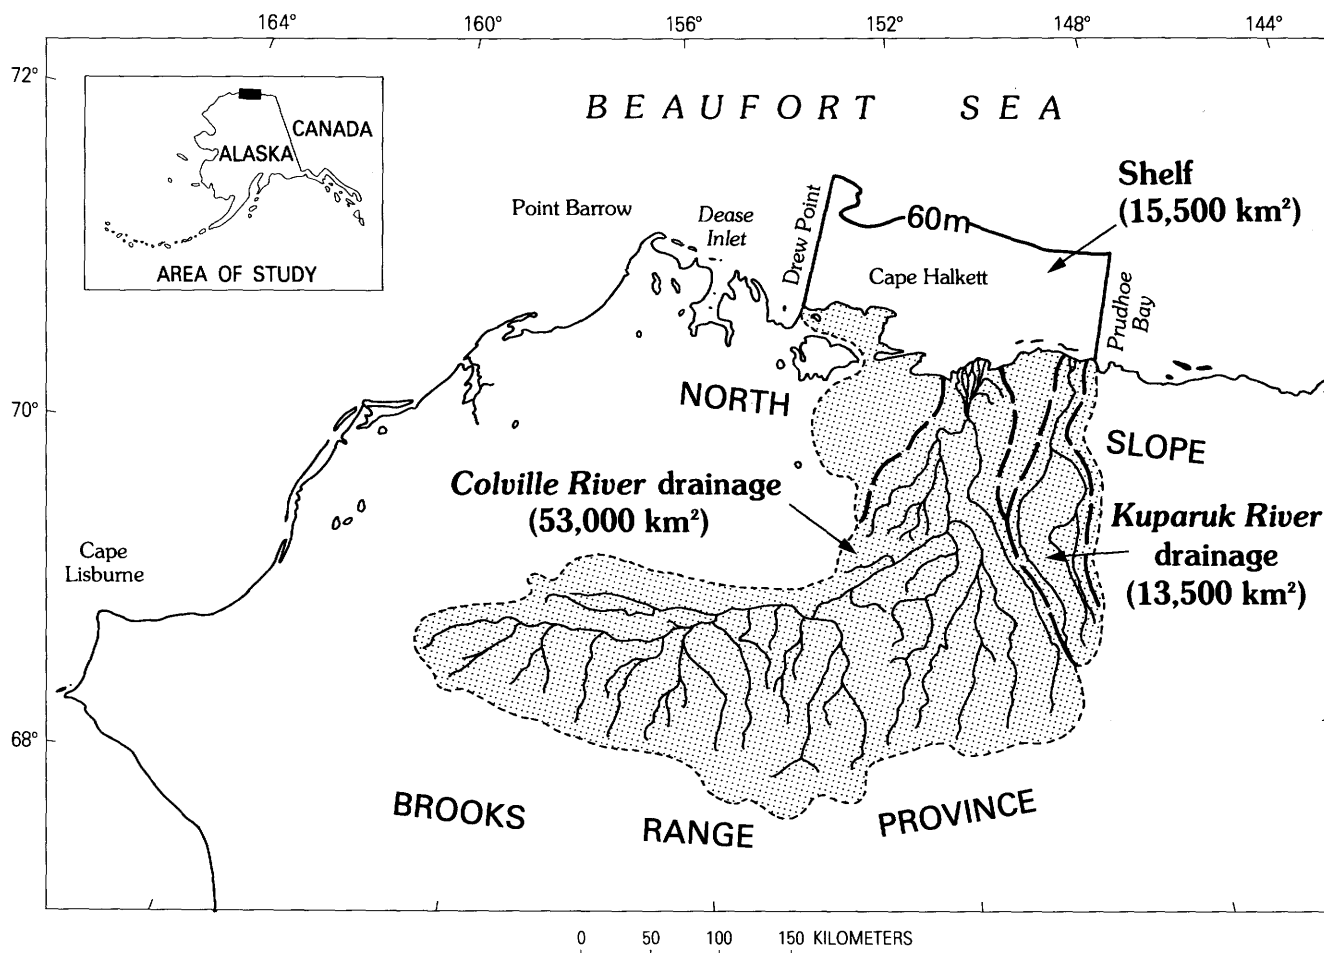 164° 160° 156° 152° 148° 144°
72°
BEAUFORT SEA
CANADA
ALASKA
AREA OF STUDY
Shelf
(15,500 km²)
Point Barrow
Dease
Inlet
Drew Point
60m
Cape Halkett
Prudhoe
Bay
70°
NORTH
SLOPE
Colville River drainage
(53,000 km²)
Kuparuk River
drainage
(13,500 km²)
Cape
Lisburne
68°
BROOKS RANGE PROVINCE
0 50 100 150 KILOMETERS